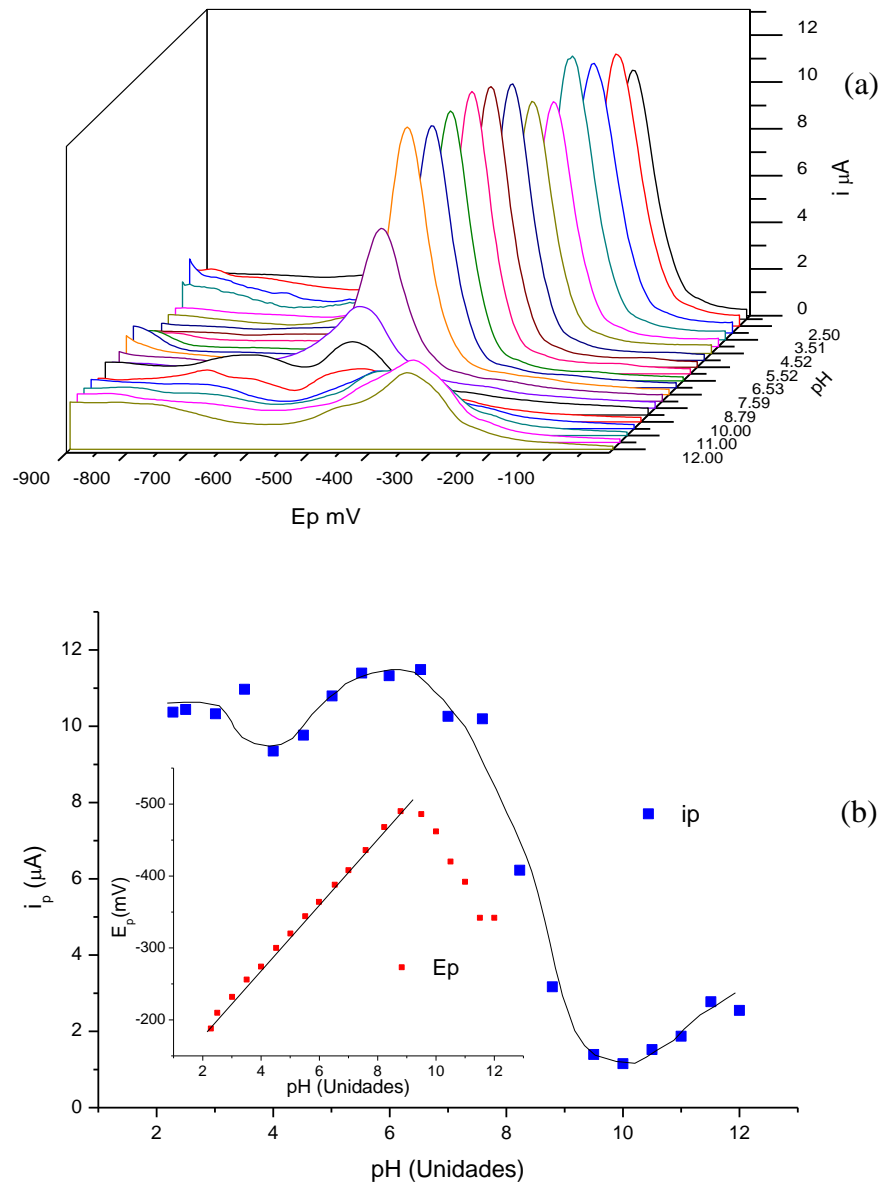 12
10
8
6
4
2
0
i µA
(a)
2.50
3.51
4.52
5.52
6.53
7.59
8.79
10.00
11.00
12.00
pH
-900 -800 -700 -600 -500 -400 -300 -200 -100
Ep mV
12
10
8
6
4
2
0
i_p (µA)
-500
-400
-300
-200
E_p (mV)
Ep
2 4 6 8 10 12
pH (Unidades)
ip
(b)
2 4 6 8 10 12
pH (Unidades)